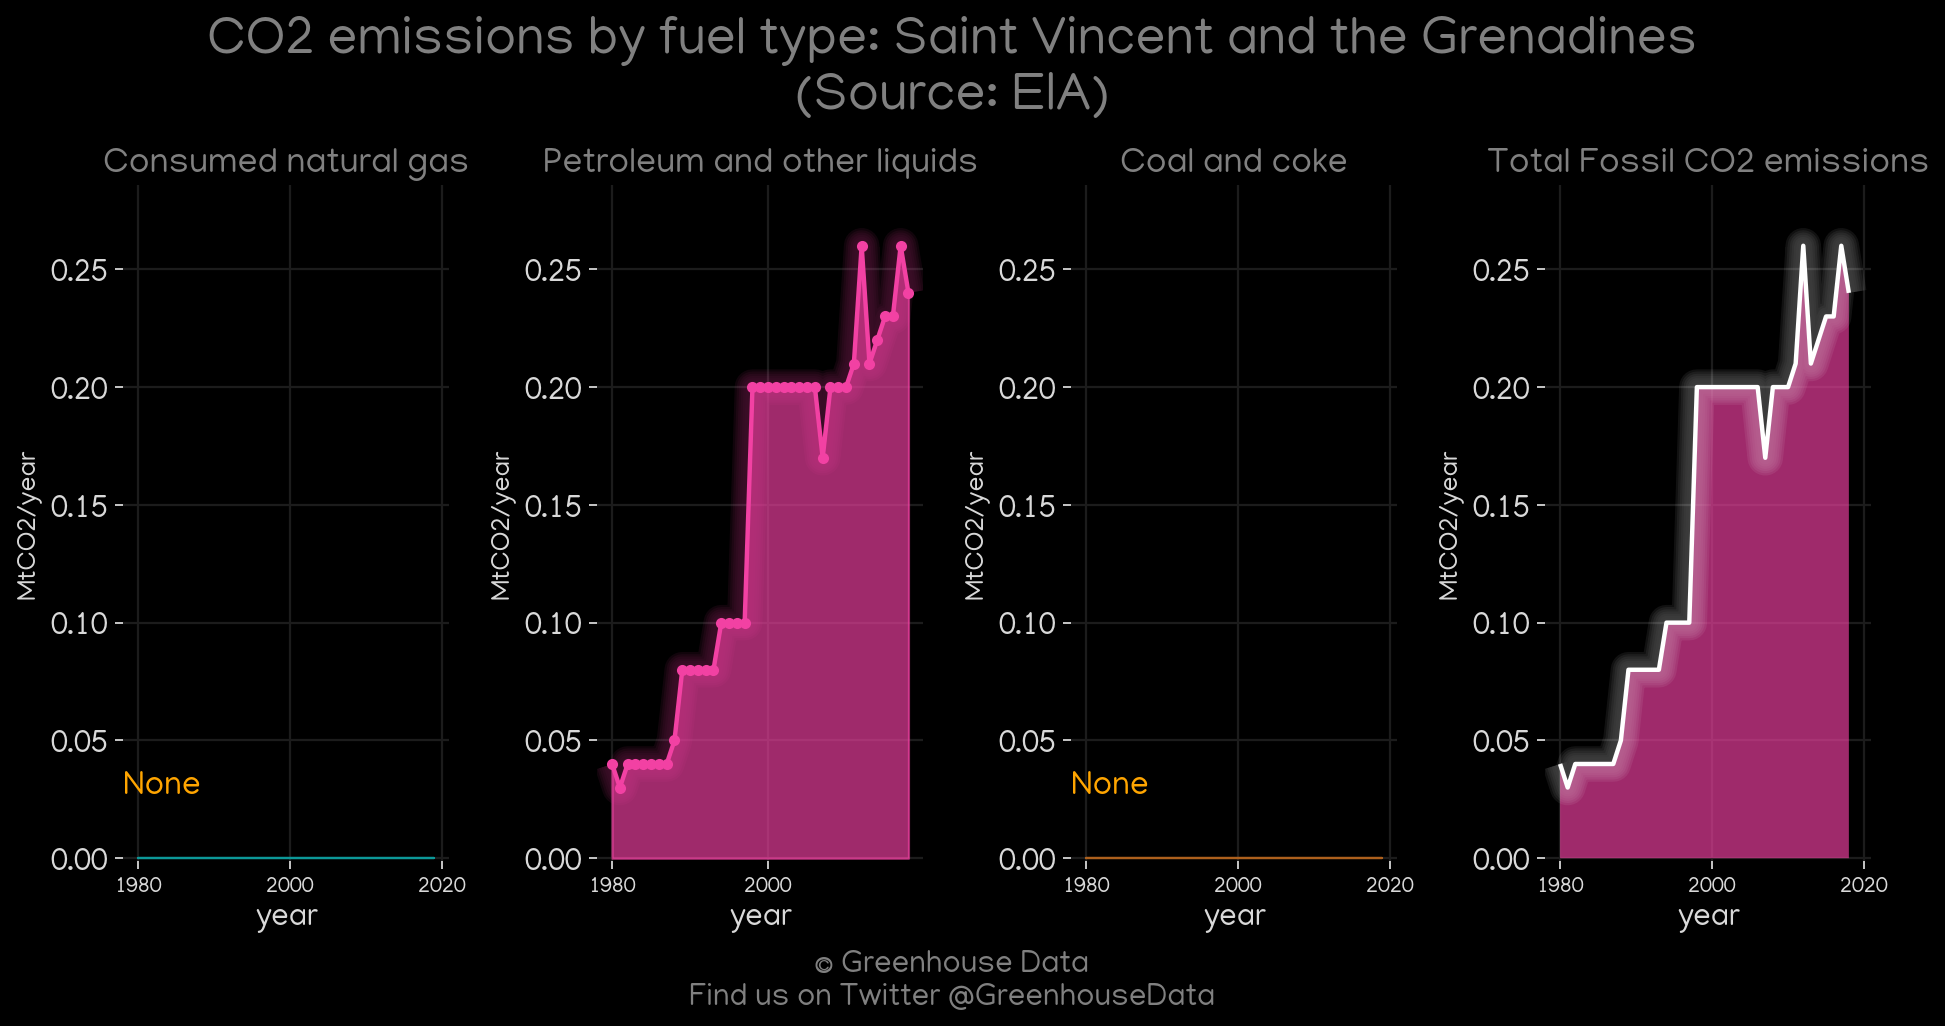 CO2 emissions by fuel type: Saint Vincent and the Grenadines
(Source: EIA)
Consumed natural gas
0.25
0.20
0.15
0.10
0.05
0.00
MtCO2/year
None
1980 2000 2020
year
Petroleum and other liquids
0.25
0.20
0.15
0.10
0.05
0.00
MtCO2/year
1980 2000
year
Coal and coke
0.25
0.20
0.15
0.10
0.05
0.00
MtCO2/year
None
1980 2000 2020
year
Total Fossil CO2 emissions
0.25
0.20
0.15
0.10
0.05
0.00
MtCO2/year
1980 2000 2020
year
© Greenhouse Data
Find us on Twitter @GreenhouseData